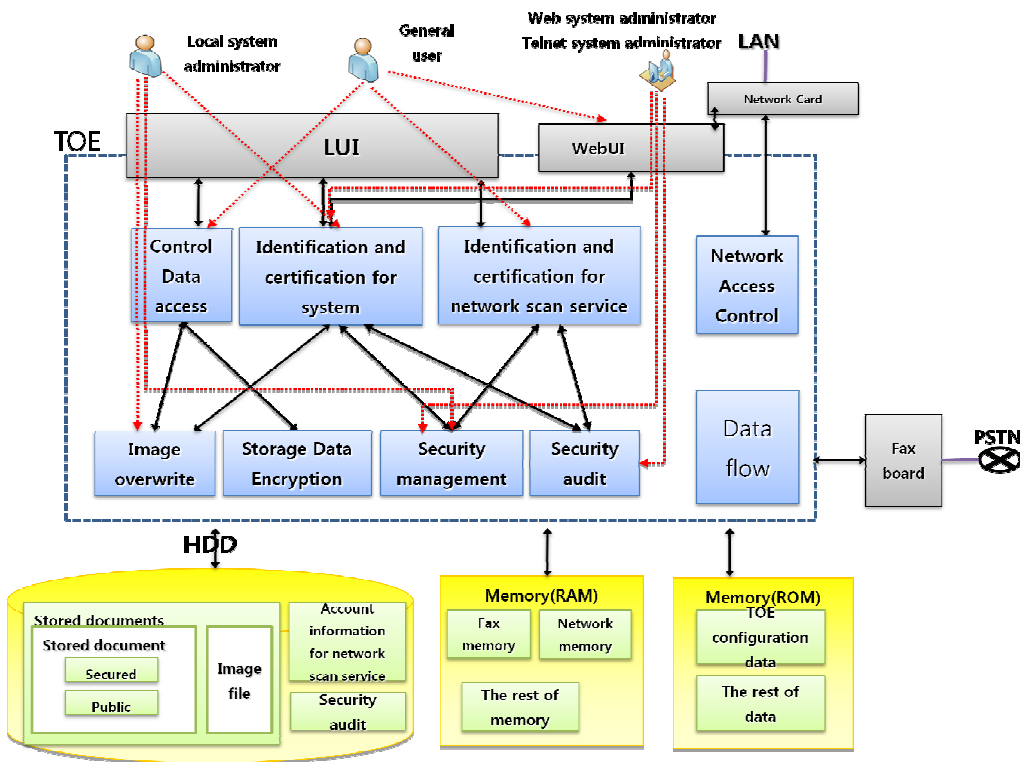 Web system administrator
Local system
administrator
General
user
Telnet system administrator
LAN
Network Card
TOE
LUI
WebUI
Control
Data
access
Identification and
certification for
system
Identification and
certification for
network scan service
Network
Access
Control
Image
overwrite
Storage Data
Encryption
Security
management
Security
audit
Data
flow
Fax
board
PSTN
HDD
Stored documents
Stored document
Secured
Public
Image
file
Account
information
for network
scan service
Security
audit
Memory(RAM)
Fax
memory
Network
memory
The rest of
memory
Memory(ROM)
TOE
configuration
data
The rest of
data